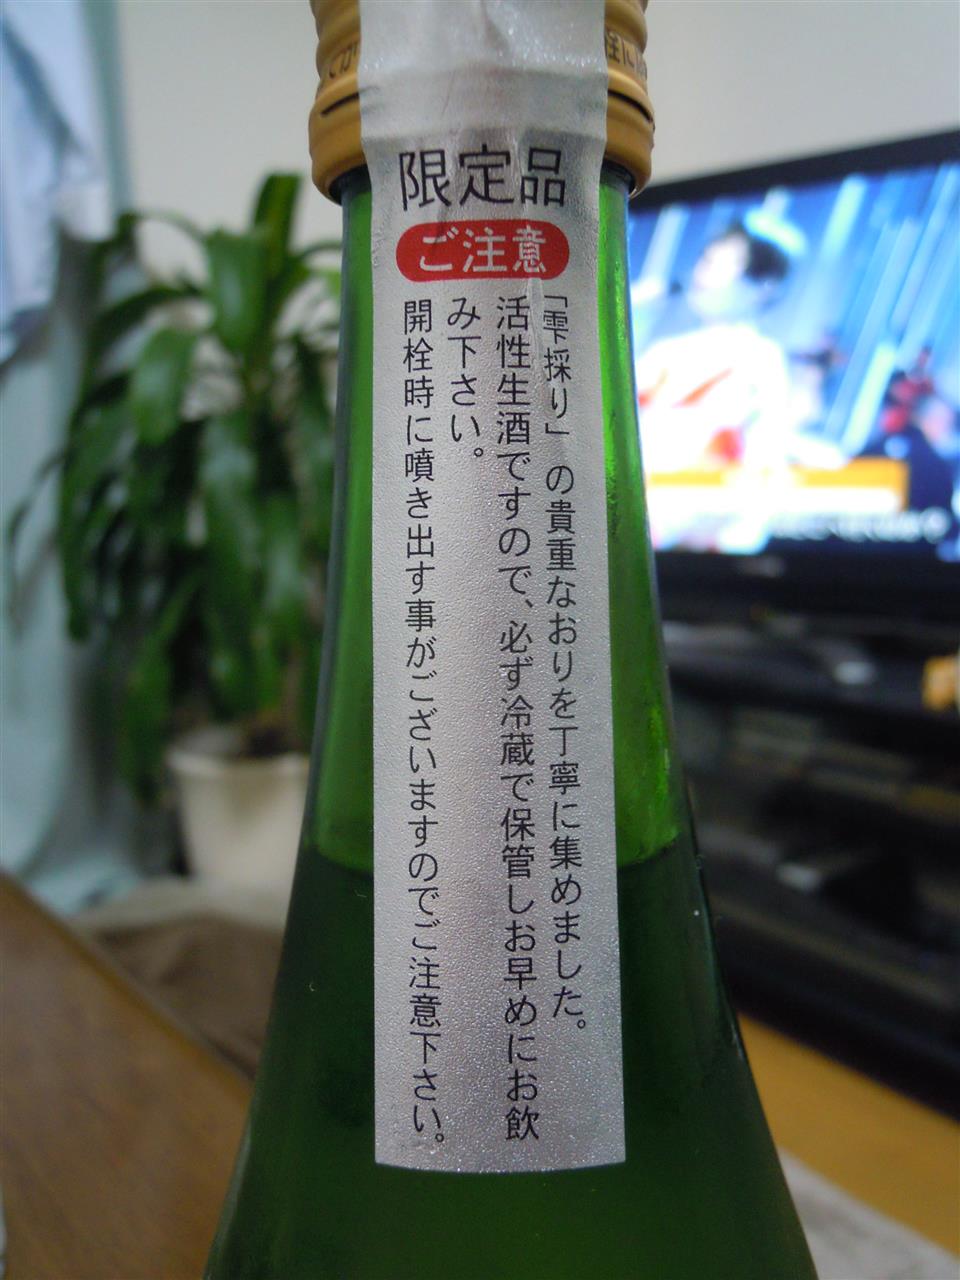 限定品
ご注意
「雫採り」の貴重なおりを丁寧に集めました。
活性生酒ですので、必ず冷蔵で保管しお早めにお飲
み下さい。
開栓時に噴き出す事がございますのでご注意下さい。